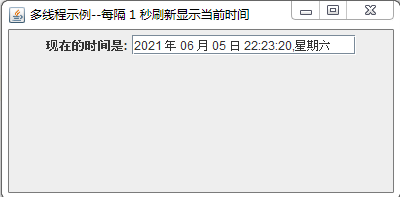 多线程示例--每隔 1 秒刷新显示当前时间
现在的时间是: 2021 年 06 月 05 日 22:23:20,星期六